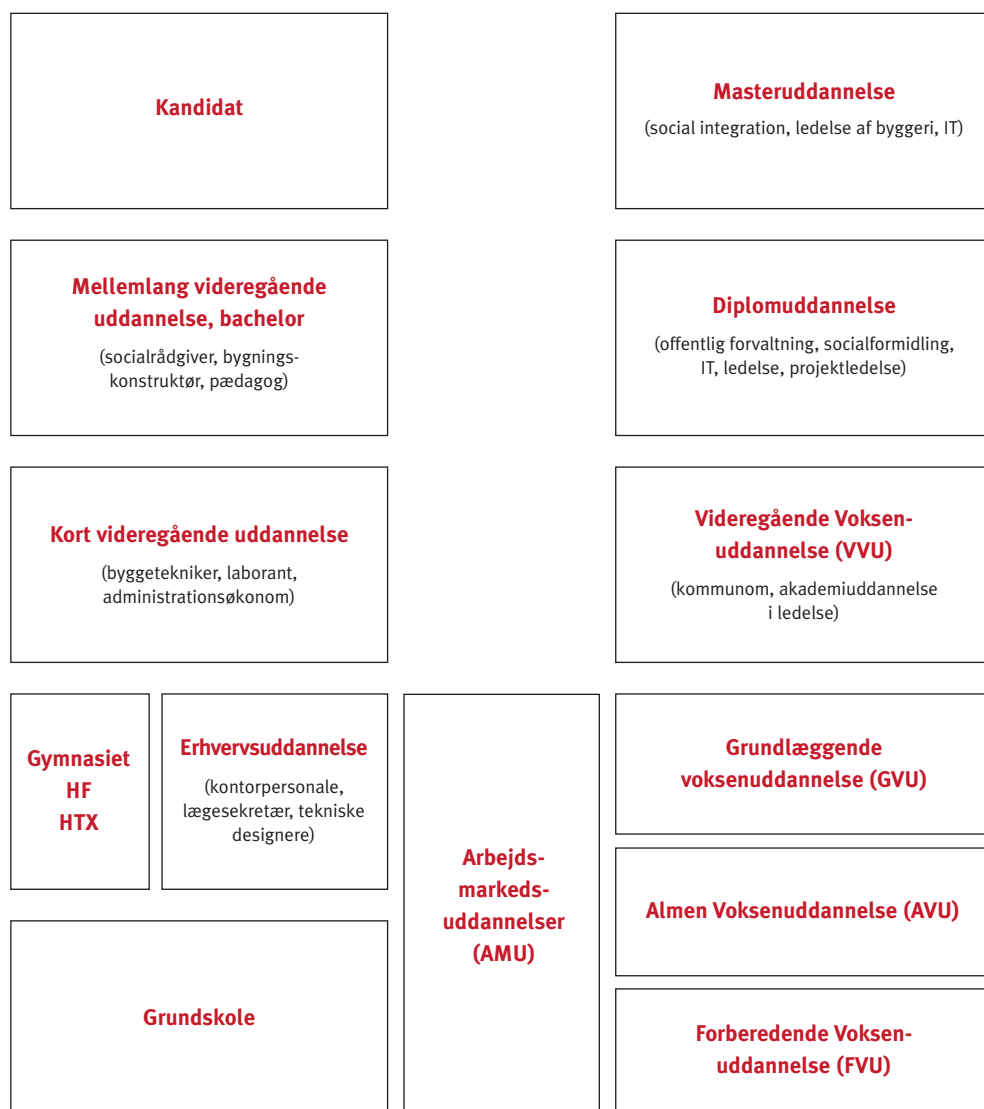 Kandidat
Masteruddannelse
(social integration, ledelse af byggeri, IT)
Mellemlang videregående
uddannelse, bachelor
(socialrådgiver, bygnings-
konstruktør, pædagog)
Diplomuddannelse
(offentlig forvaltning, socialformidling,
IT, ledelse, projektledelse)
Kort videregående uddannelse
(byggetekniker, laborant,
administrationsøkonom)
Videregående Voksen-
uddannelse (VVU)
(kommunom, akademiuddannelse
i ledelse)
Gymnasiet
HF
HTX
Erhvervsuddannelse
(kontorpersonale,
lægesekretær, tekniske
designere)
Arbejds-
markeds-
uddannelser
(AMU)
Grundlæggende
voksenuddannelse (GVU)
Almen Voksenuddannelse (AVU)
Grundskole
Forberedende Voksen-
uddannelse (FVU)